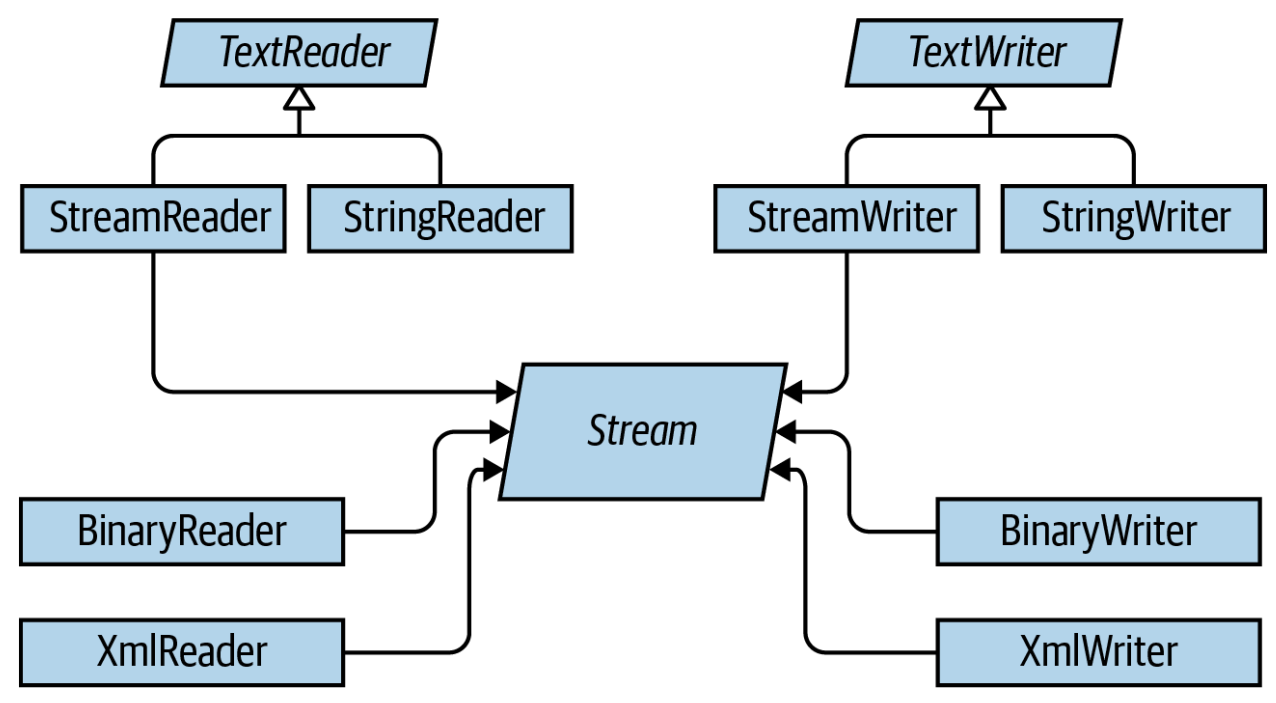 TextReader
TextWriter
StreamReader
StringReader
StreamWriter
StringWriter
Stream
BinaryReader
BinaryWriter
XmlReader
XmlWriter